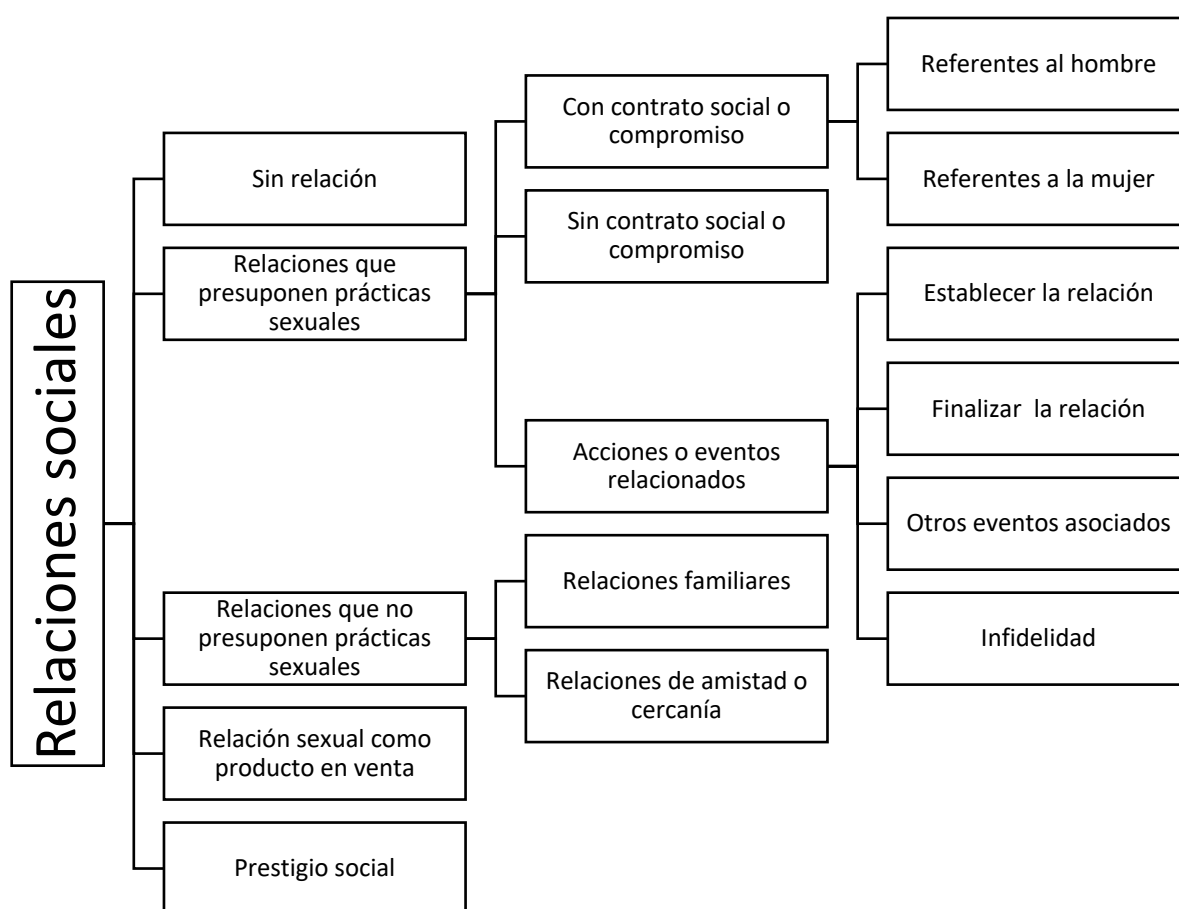 Relaciones sociales
Sin relación
Relaciones que
presuponen prácticas
sexuales
Con contrato social o
compromiso
Referentes al hombre
Referentes a la mujer
Sin contrato social o
compromiso
Acciones o eventos
relacionados
Establecer la relación
Finalizar  la relación
Otros eventos asociados
Infidelidad
Relaciones que no
presuponen prácticas
sexuales
Relaciones familiares
Relaciones de amistad o
cercanía
Relación sexual como
producto en venta
Prestigio social